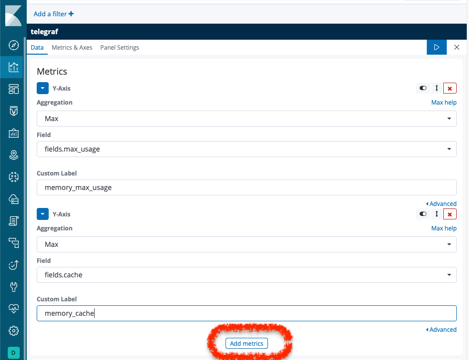 Add a filter +
telegraf
Data Metrics & Axes Panel Settings
Metrics
Y-Axis
Aggregation Max help
Max
Field
fields.max_usage
Custom Label
memory_max_usage
Advanced
Y-Axis
Aggregation Max help
Max
Field
fields.cache
Custom Label
memory_cache
Advanced
Add metrics
D